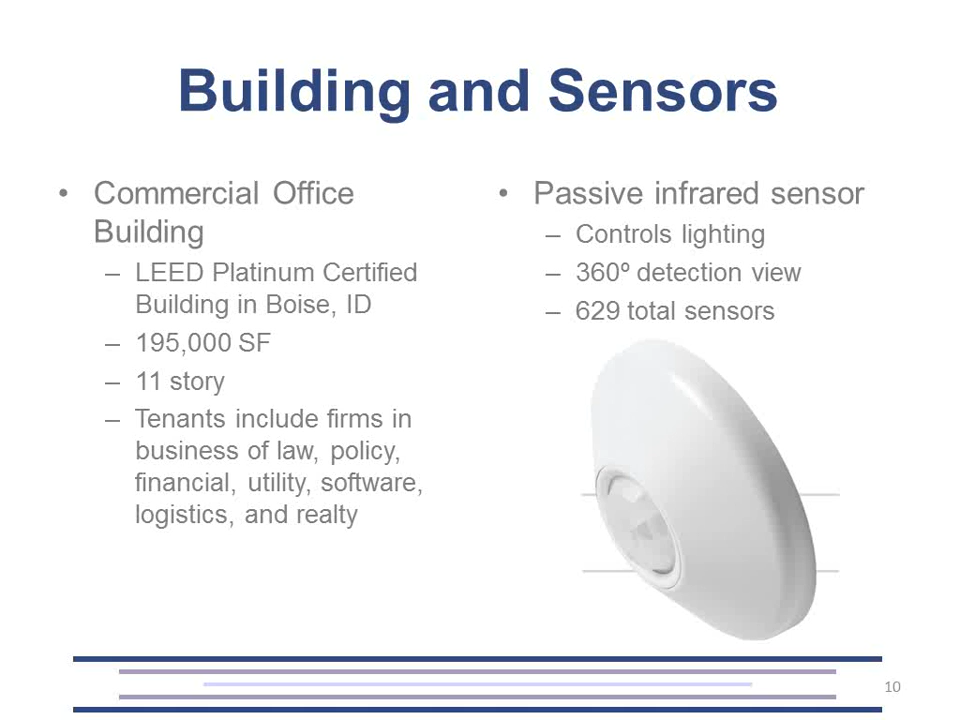 Building and Sensors
• Commercial Office
Building
– LEED Platinum Certified
Building in Boise, ID
– 195,000 SF
– 11 story
– Tenants include firms in
business of law, policy,
financial, utility, software,
logistics, and realty
• Passive infrared sensor
– Controls lighting
– 360º detection view
– 629 total sensors
10